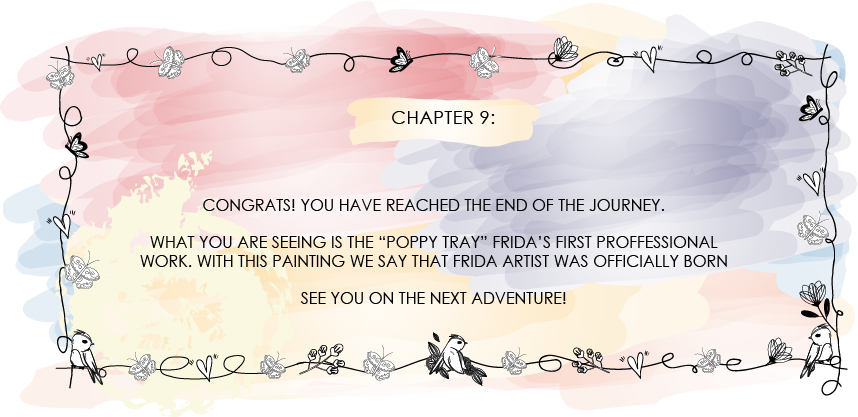 CHAPTER 9:
CONGRATS! YOU HAVE REACHED THE END OF THE JOURNEY.
WHAT YOU ARE SEEING IS THE “POPPY TRAY” FRIDA’S FIRST PROFFESSIONAL
WORK. WITH THIS PAINTING WE SAY THAT FRIDA ARTIST WAS OFFICIALLY BORN
SEE YOU ON THE NEXT ADVENTURE!